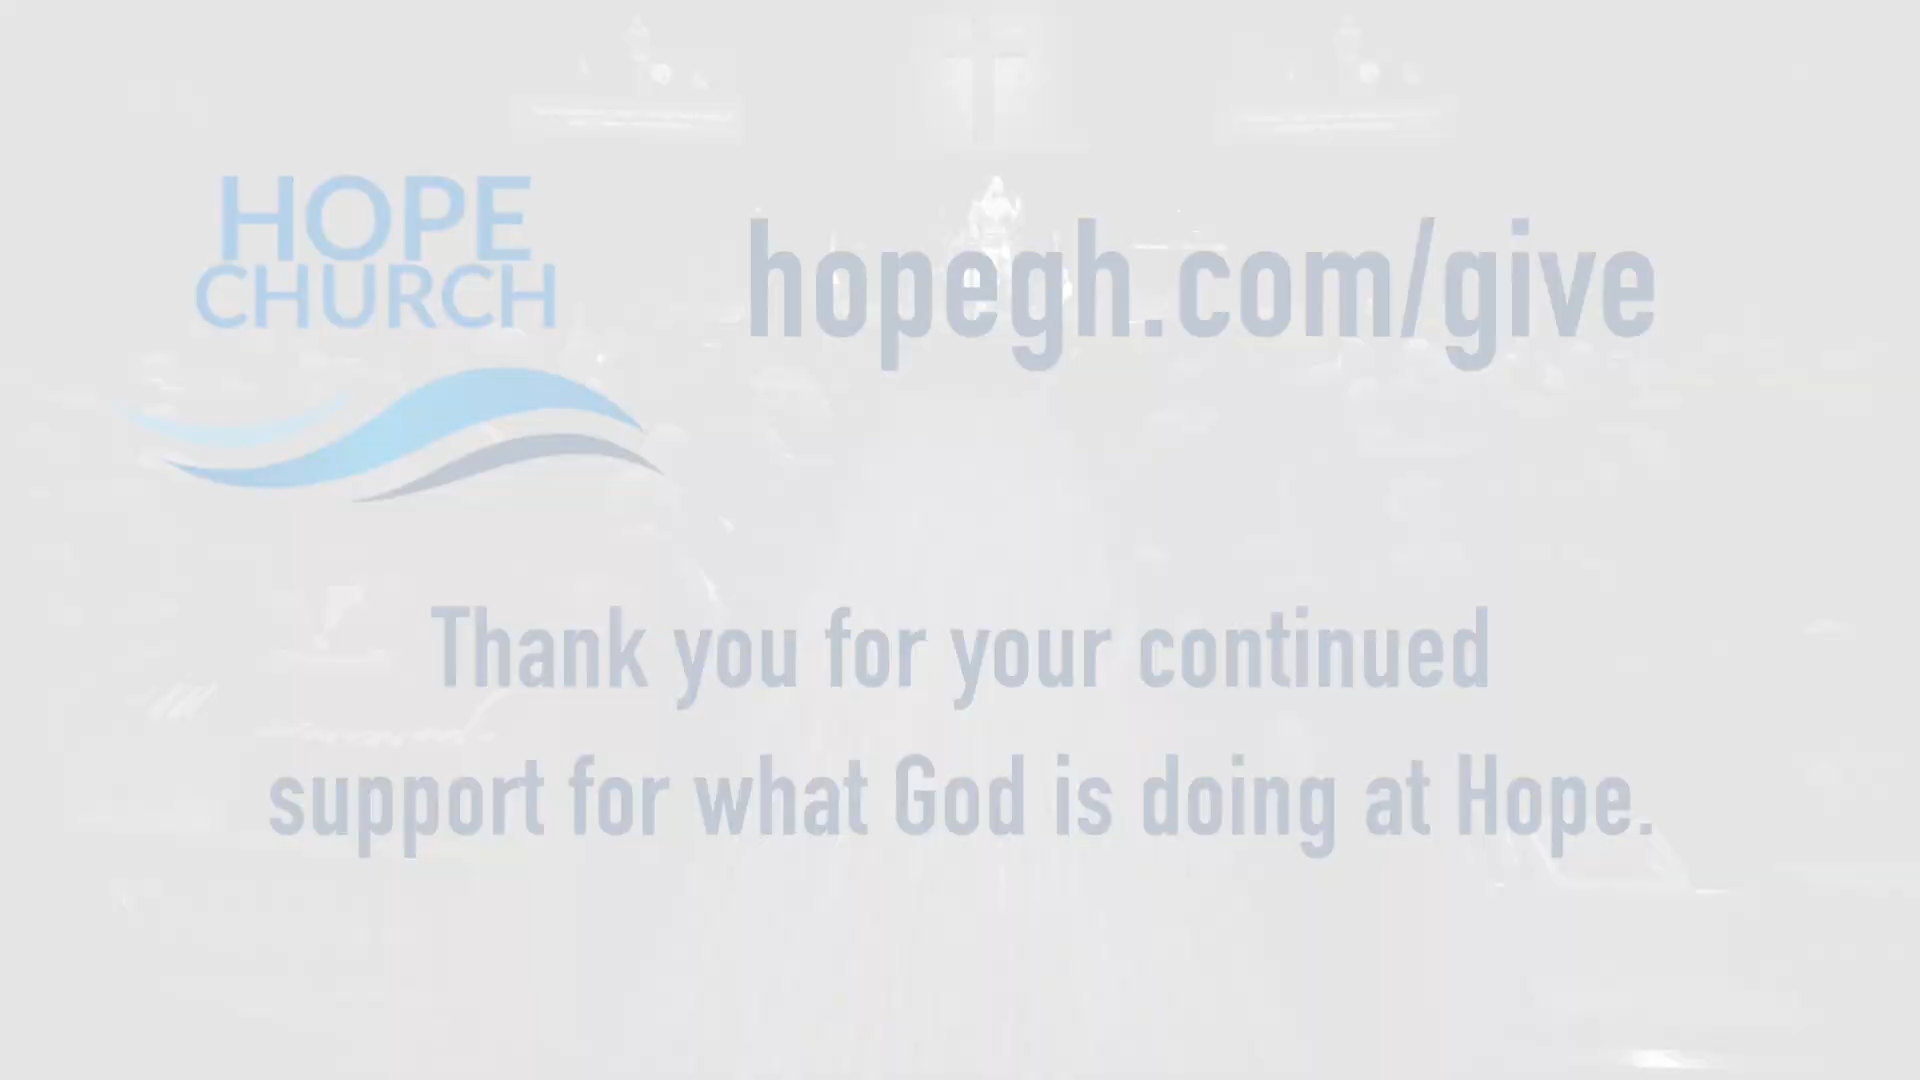 HOPE
CHURCH
hopegh.com/give
Thank you for your continued
support for what God is doing at Hope.